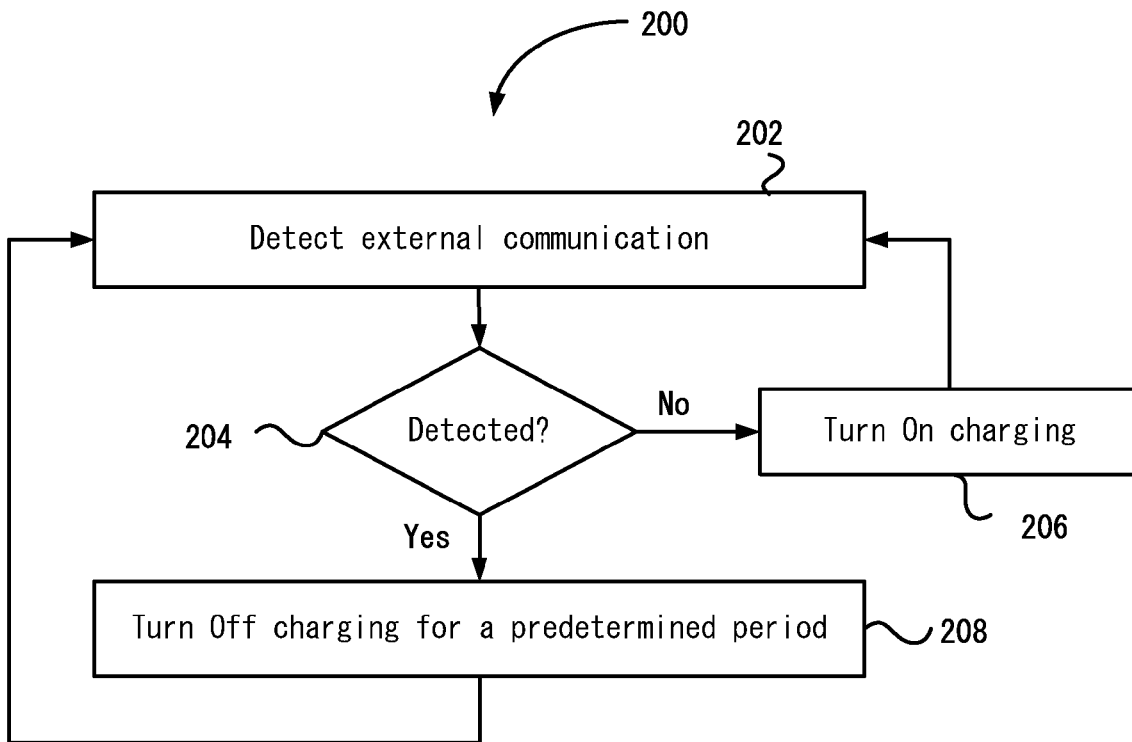 200
202
Detect external communication
204
Detected?
No
Turn On charging
206
Yes
Turn Off charging for a predetermined period
208